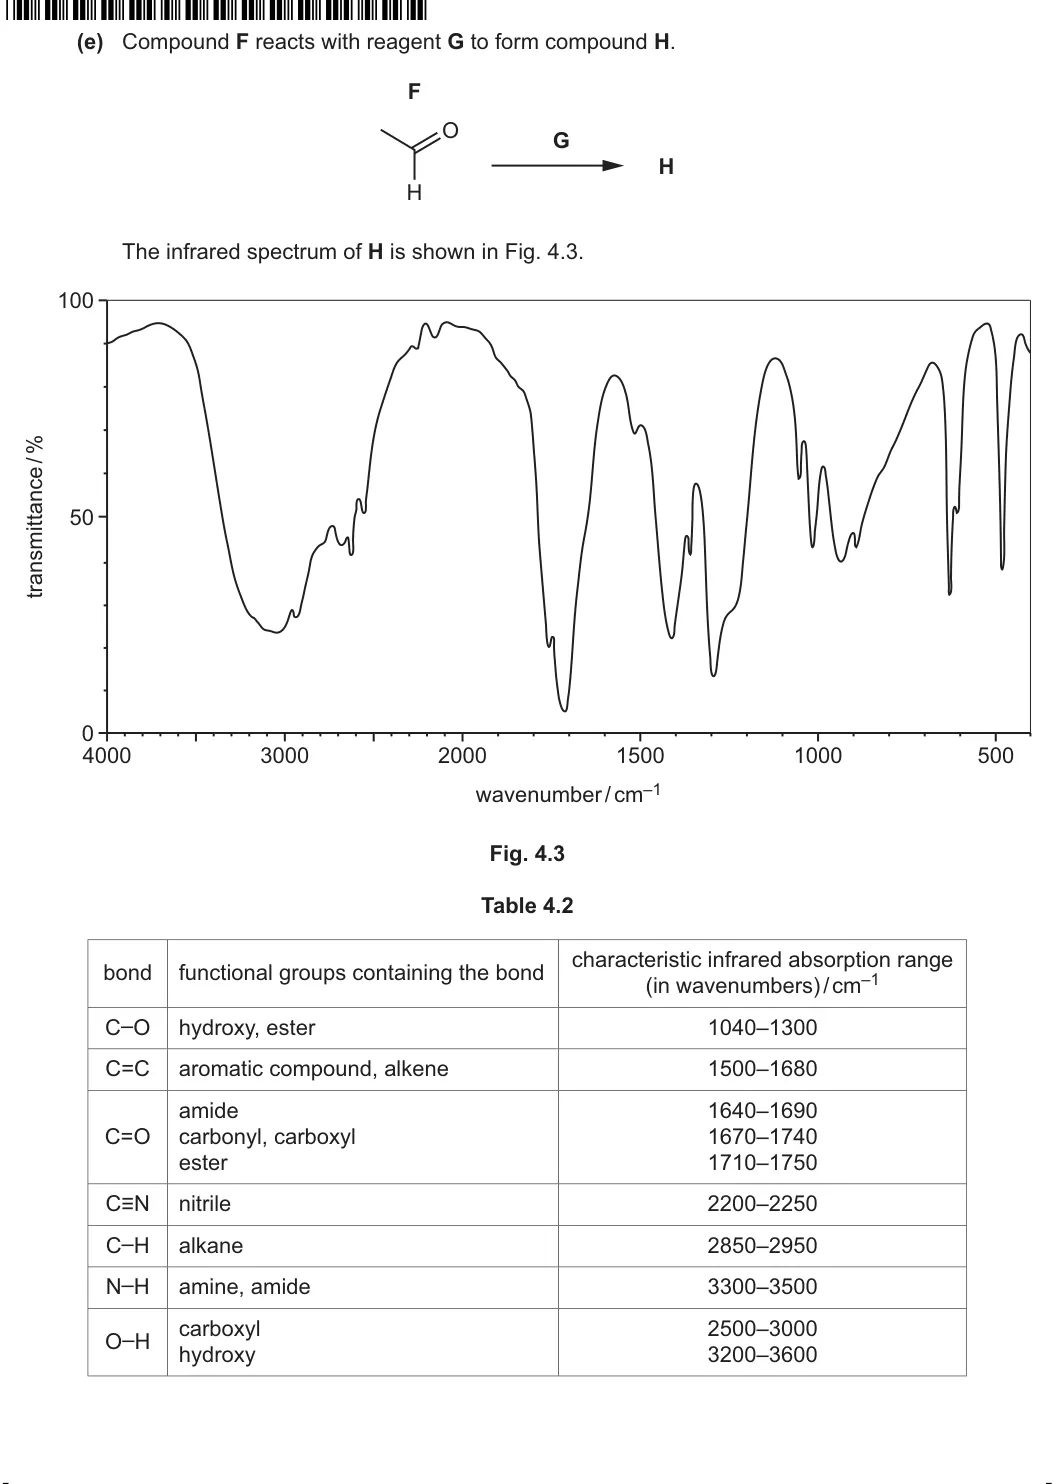 (e) Compound F reacts with reagent G to form compound H.
F
O
H
G
H
The infrared spectrum of H is shown in Fig. 4.3.
100
50
0
transmittance / %
4000 3000 2000 1500 1000 500
wavenumber / cm–1
Fig. 4.3
Table 4.2
bond functional groups containing the bond characteristic infrared absorption range (in wavenumbers) / cm–1
C–O hydroxy, ester 1040–1300
C=C aromatic compound, alkene 1500–1680
C=O amide 1640–1690
carbonyl, carboxyl 1670–1740
ester 1710–1750
C≡N nitrile 2200–2250
C–H alkane 2850–2950
N–H amine, amide 3300–3500
O–H carboxyl 2500–3000
hydroxy 3200–3600